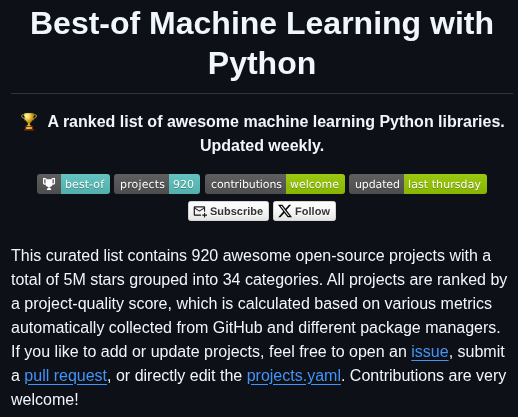 Best-of Machine Learning with
Python
🏆 A ranked list of awesome machine learning Python libraries.
Updated weekly.
best-of projects 920 contributions welcome updated last thursday
Subscribe Follow
This curated list contains 920 awesome open-source projects with a
total of 5M stars grouped into 34 categories. All projects are ranked by
a project-quality score, which is calculated based on various metrics
automatically collected from GitHub and different package managers.
If you like to add or update projects, feel free to open an issue, submit
a pull request, or directly edit the projects.yaml. Contributions are very
welcome!